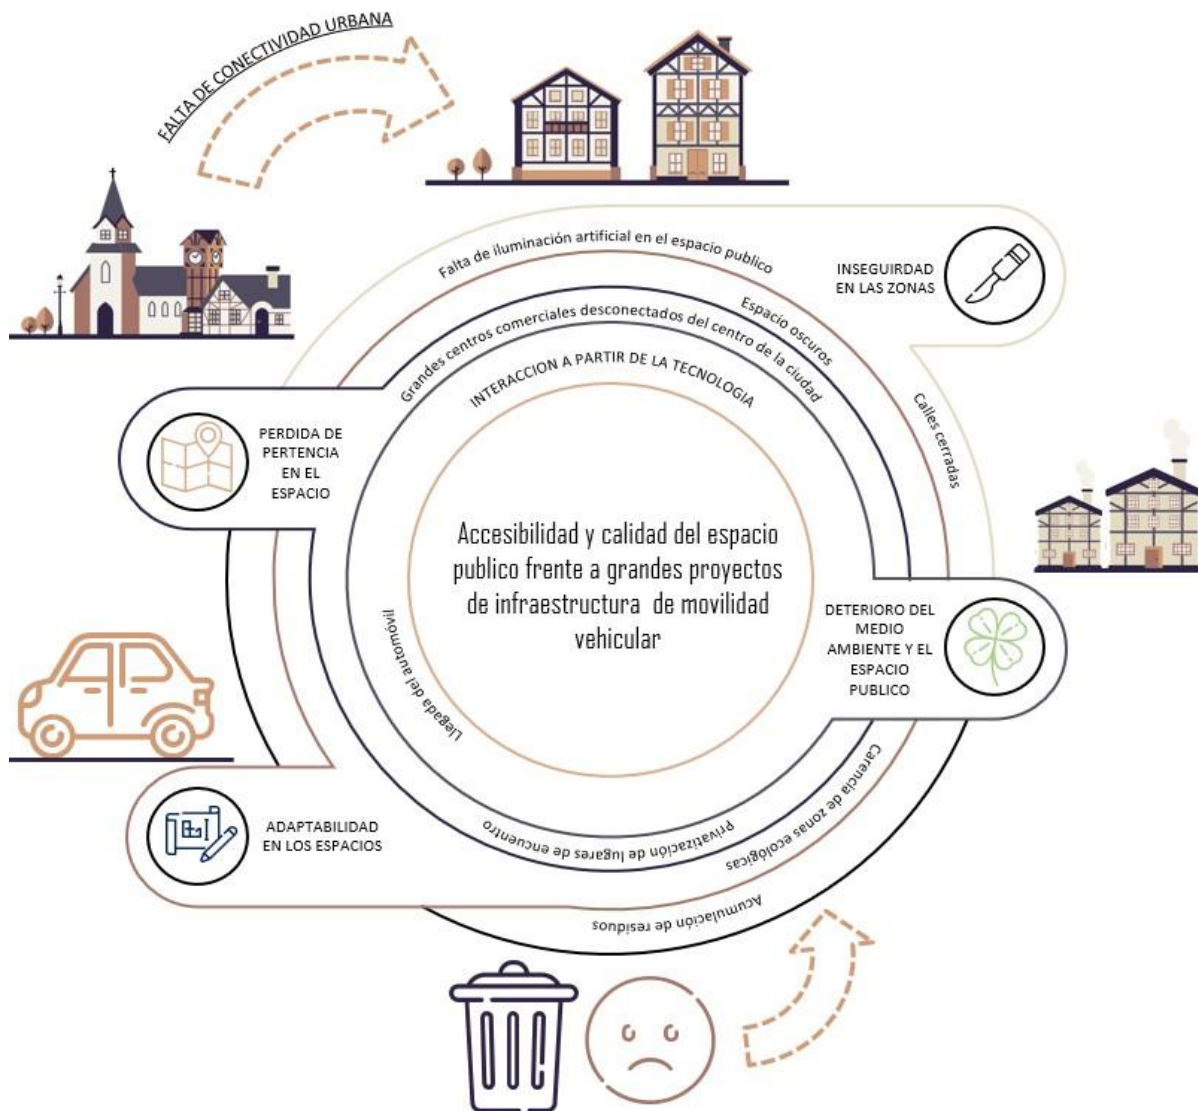 FALTA DE CONECTIVIDAD URBANA
Falta de iluminación artificial en el espacio publico
INSEGUIRDAD
EN LAS ZONAS
Espacio oscuros
Calles cerradas
Grandes centros comerciales desconectados del centro de la ciudad
INTERACCION A PARTIR DE LA TECNOLOGIA
PERDIDA DE
PERTENCIA
EN EL
ESPACIO
Accesibilidad y calidad del espacio
publico frente a grandes proyectos
de infraestructura de movilidad
vehicular
DETERIORO DEL
MEDIO
AMBIENTE Y EL
ESPACIO
PUBLICO
Llegada del automóvil
ADAPTABILIDAD
EN LOS ESPACIOS
Privatización de lugares de encuentro
Carencia de zonas ecológicas
Acumulación de residuos